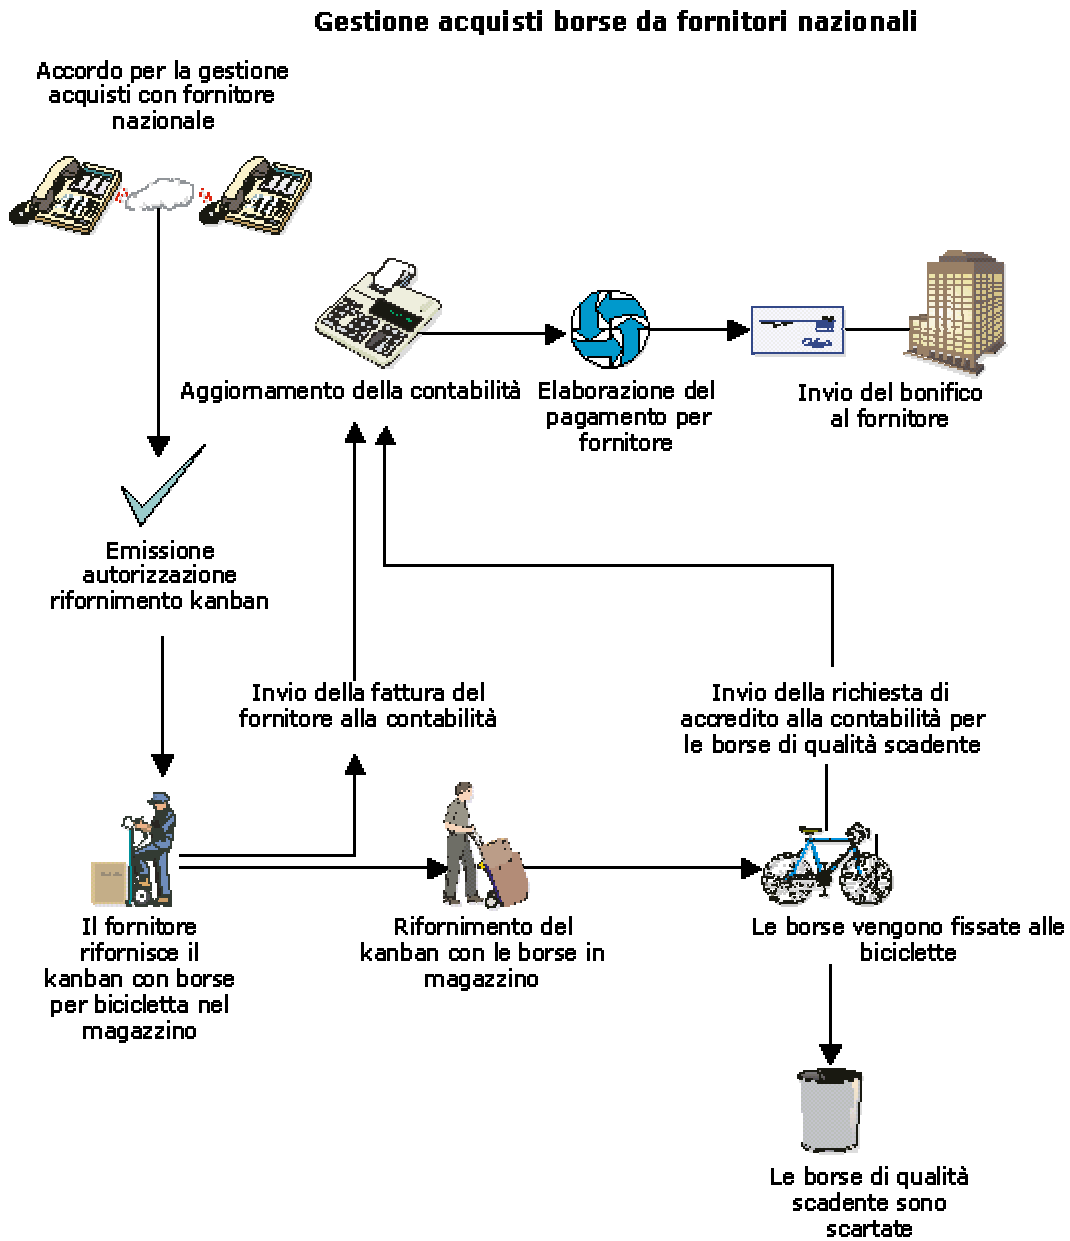 Gestione acquisti borse da fornitori nazionali
Accordo per la gestione
acquisti con fornitore
nazionale
Aggiornamento della contabilità
Elaborazione del
pagamento per
fornitore
Invio del bonifico
al fornitore
Emissione
autorizzazione
rifornimento kanban
Invio della fattura del
fornitore alla contabilità
Invio della richiesta di
accredito alla contabilità per
le borse di qualità scadente
Il fornitore
rifornisce il
kanban con borse
per bicicletta nel
magazzino
Rifornimento del
kanban con le borse in
magazzino
Le borse vengono fissate alle
biciclette
Le borse di qualità
scadente sono
scartate